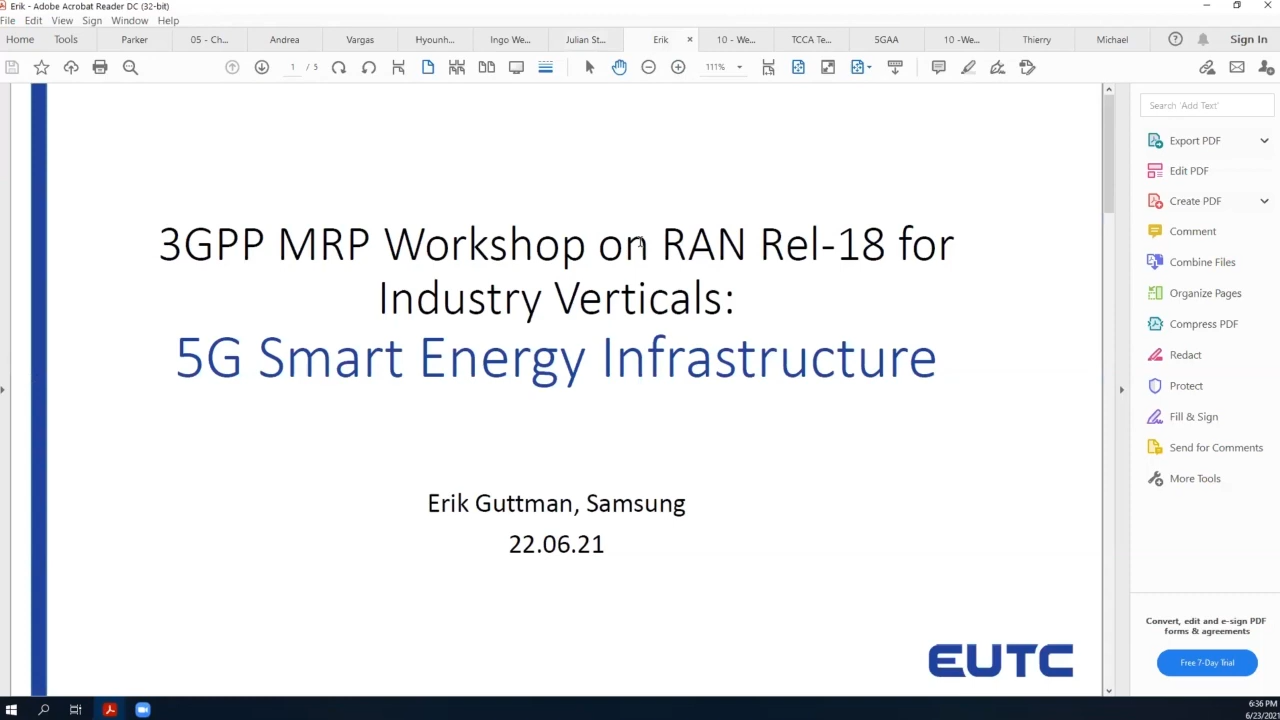 Erik - Adobe Acrobat Reader DC (32-bit)
File Edit View Sign Window Help
Home Tools Parker 05 - Ch... Andrea Vargas Hyounh... Ingo We... Julian St... Erik 10 - We... TCCA Te... 5GAA 10 -We... Thierry Michael Sign In
1 / 5 111%
Search 'Add Text'
Export PDF
Edit PDF
Create PDF
Comment
Combine Files
Organize Pages
Compress PDF
Redact
Protect
Fill & Sign
Send for Comments
More Tools
3GPP MRP Workshop on RAN Rel-18 for
Industry Verticals:
5G Smart Energy Infrastructure
Erik Guttman, Samsung
22.06.21
EUTC
Convert, edit and e-sign PDF
forms & agreements
Free 7-Day Trial
6:36 PM